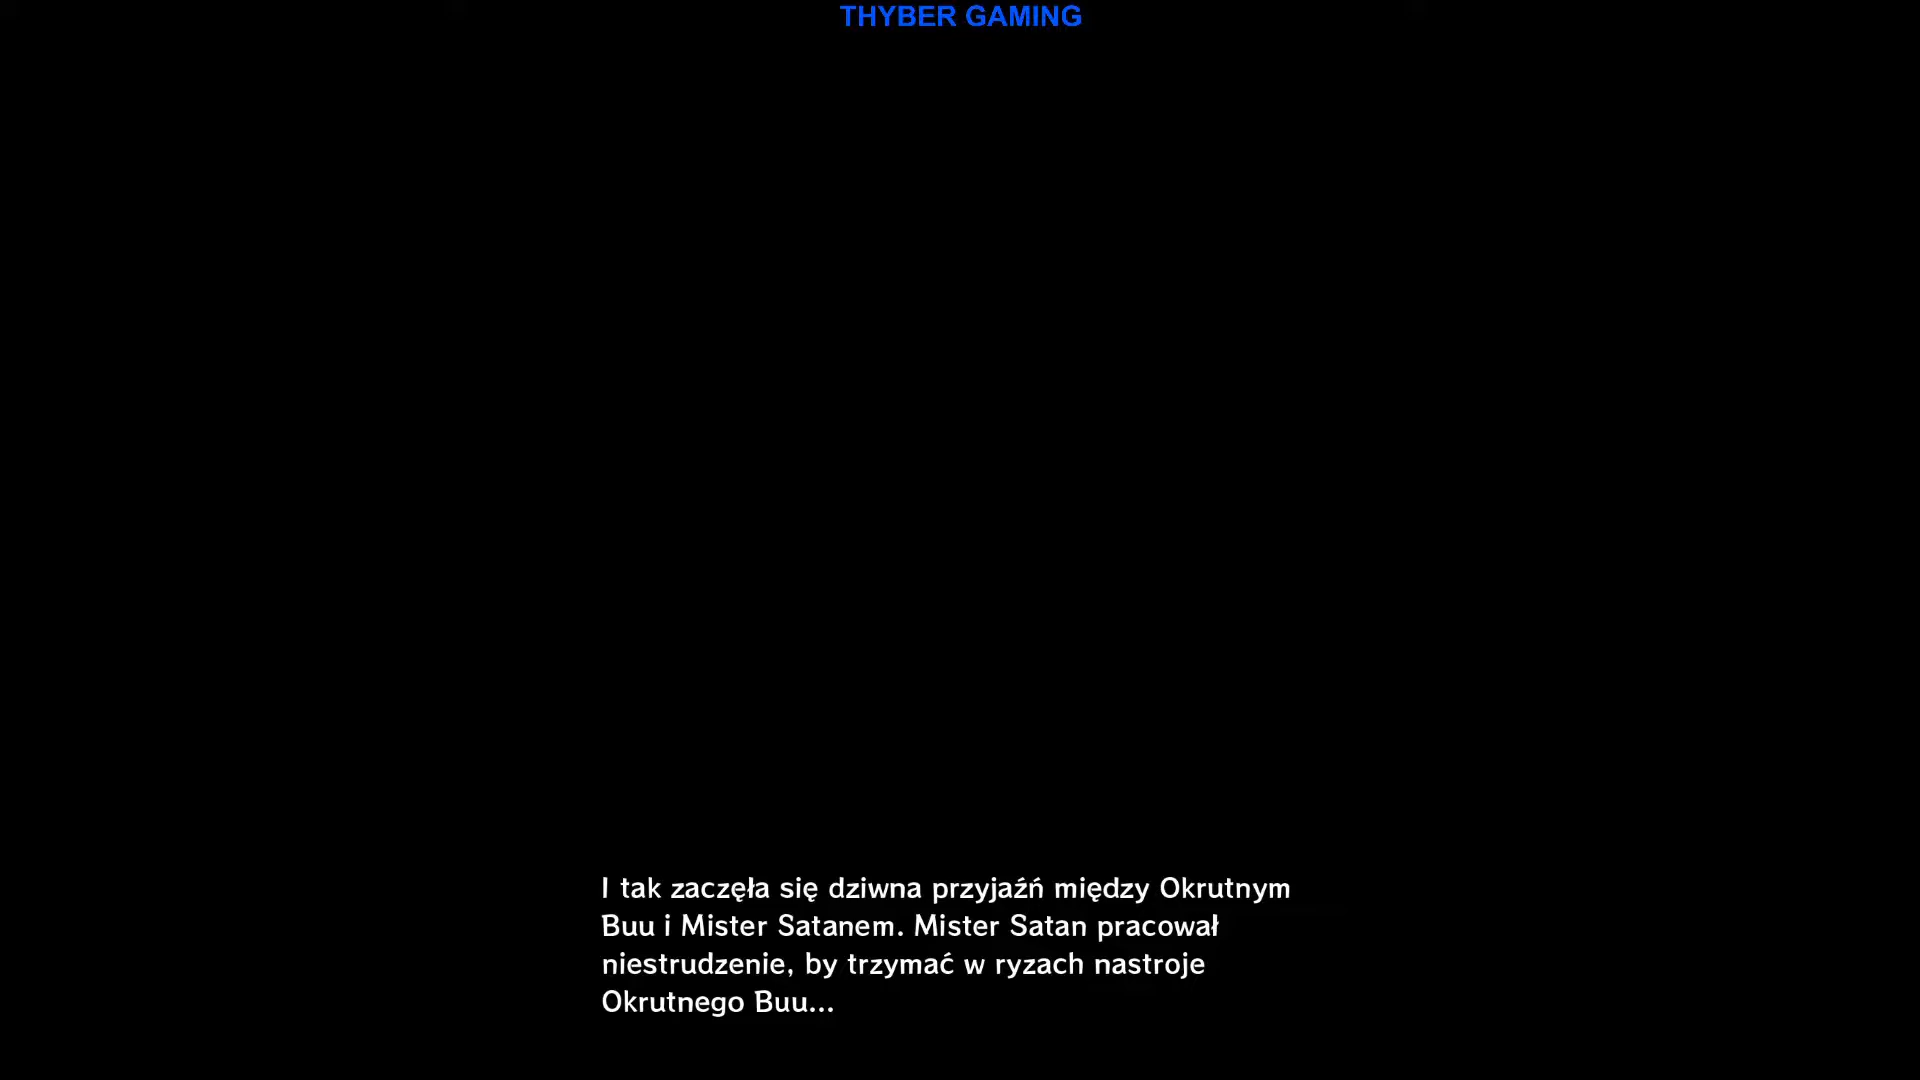 THYBER GAMING
I tak zaczęła się dziwna przyjaźń między Okrutnym
Buu i Mister Satanem. Mister Satan pracował
niestrudzenie, by trzymać w ryzach nastroje
Okrutnego Buu...